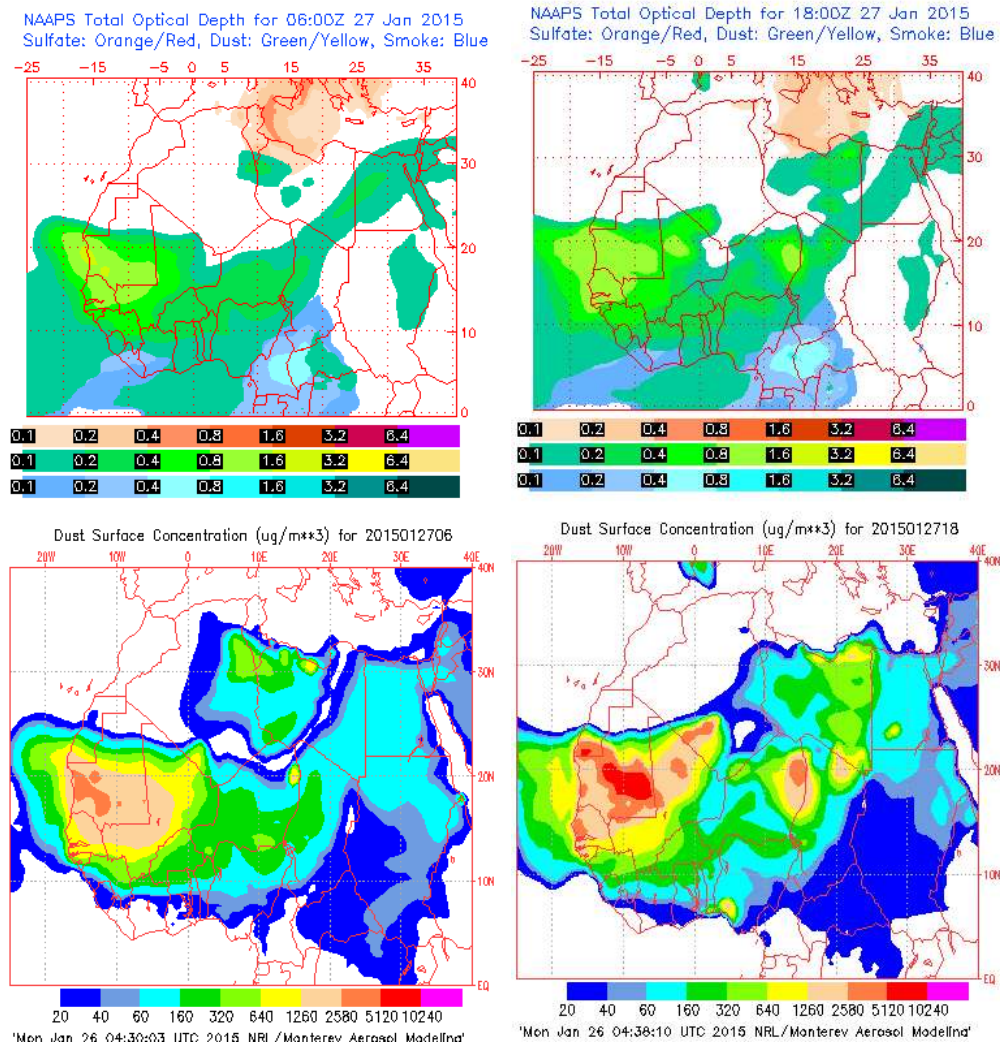 NAAPS Total Optical Depth for 06:00Z 27 Jan 2015
Sulfate: Orange/Red, Dust: Green/Yellow, Smoke: Blue
-25 -15 -5 0 5 15 25 35
40
30
20
10
0
0.1 0.2 0.4 0.8 1.6 3.2 6.4
0.1 0.2 0.4 0.8 1.6 3.2 6.4
0.1 0.2 0.4 0.8 1.6 3.2 6.4
NAAPS Total Optical Depth for 18:00Z 27 Jan 2015
Sulfate: Orange/Red, Dust: Green/Yellow, Smoke: Blue
-25 -15 -5 0 5 15 25 35
40
30
20
10
0
0.1 0.2 0.4 0.8 1.6 3.2 6.4
0.1 0.2 0.4 0.8 1.6 3.2 6.4
0.1 0.2 0.4 0.8 1.6 3.2 6.4
Dust Surface Concentration (ug/m**3) for 2015012706
20W 10W 0 10E 20E 30E 40E
40N
30N
20N
10N
EQ
20 40 60 160 320 640 1260 2580 5120 10240
'Mon Jan 26 04:30:03 UTC 2015 NRL/Monterey Aerosol Modeling'
Dust Surface Concentration (ug/m**3) for 2015012718
20W 10W 0 10E 20E 30E 40E
40N
30N
20N
10N
EQ
20 40 60 160 320 640 1260 2580 5120 10240
'Mon Jan 26 04:38:10 UTC 2015 NRL/Monterey Aerosol Modeling'